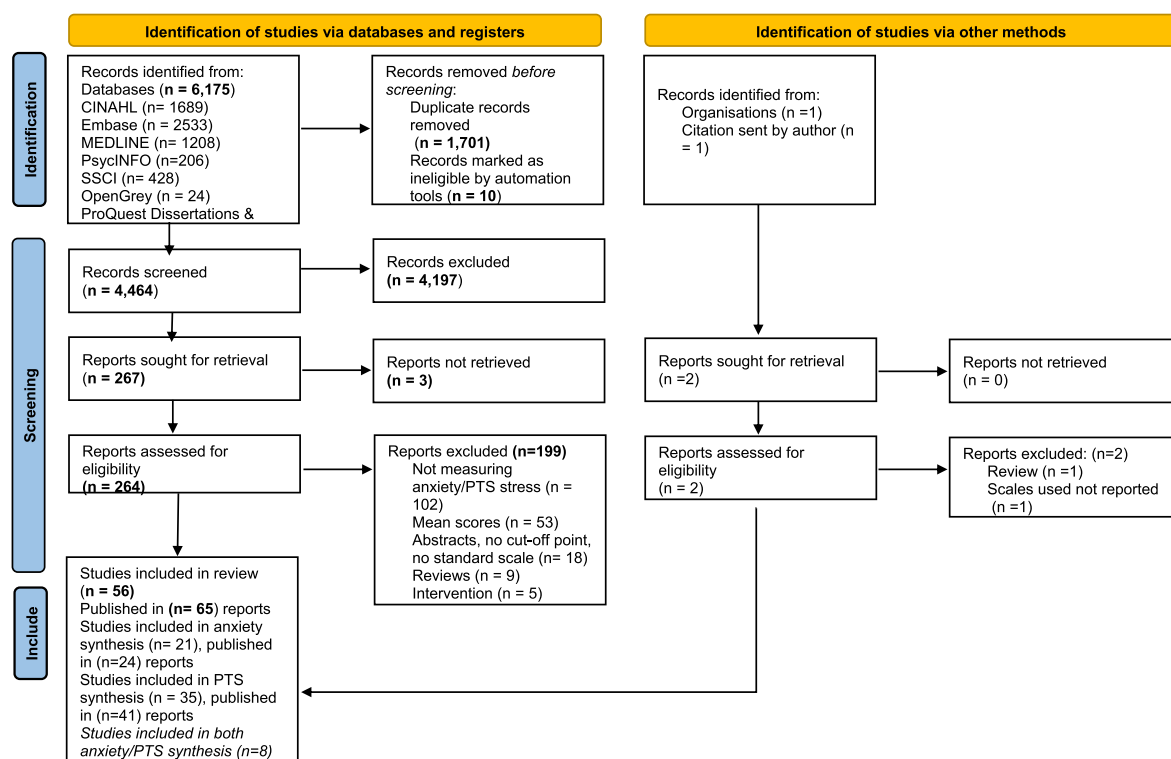 Identification of studies via databases and registers
Identification of studies via other methods
Identification
Records identified from:
Databases (n = 6,175)
CINAHL (n= 1689)
Embase (n = 2533)
MEDLINE (n= 1208)
PsycINFO (n=206)
SSCI (n= 428)
OpenGrey (n = 24)
ProQuest Dissertations &
Records removed before
screening:
Duplicate records
removed
(n = 1,701)
Records marked as
ineligible by automation
tools (n = 10)
Records identified from:
Organisations (n =1)
Citation sent by author (n
= 1)
Screening
Records screened
(n = 4,464)
Records excluded
(n = 4,197)
Reports sought for retrieval
(n = 267)
Reports not retrieved
(n = 3)
Reports sought for retrieval
(n =2)
Reports not retrieved
(n = 0)
Reports assessed for
eligibility
(n = 264)
Reports excluded (n=199)
Not measuring
anxiety/PTS stress (n =
102)
Mean scores (n = 53)
Abstracts, no cut-off point,
no standard scale (n= 18)
Reviews (n = 9)
Intervention (n = 5)
Reports assessed for
eligibility
(n = 2)
Reports excluded: (n=2)
Review (n =1)
Scales used not reported
(n =1)
Include
Studies included in review
(n = 56)
Published in (n= 65) reports
Studies included in anxiety
synthesis (n= 21), published
in (n=24) reports
Studies included in PTS
synthesis (n = 35), published
in (n=41) reports
Studies included in both
anxiety/PTS synthesis (n=8)